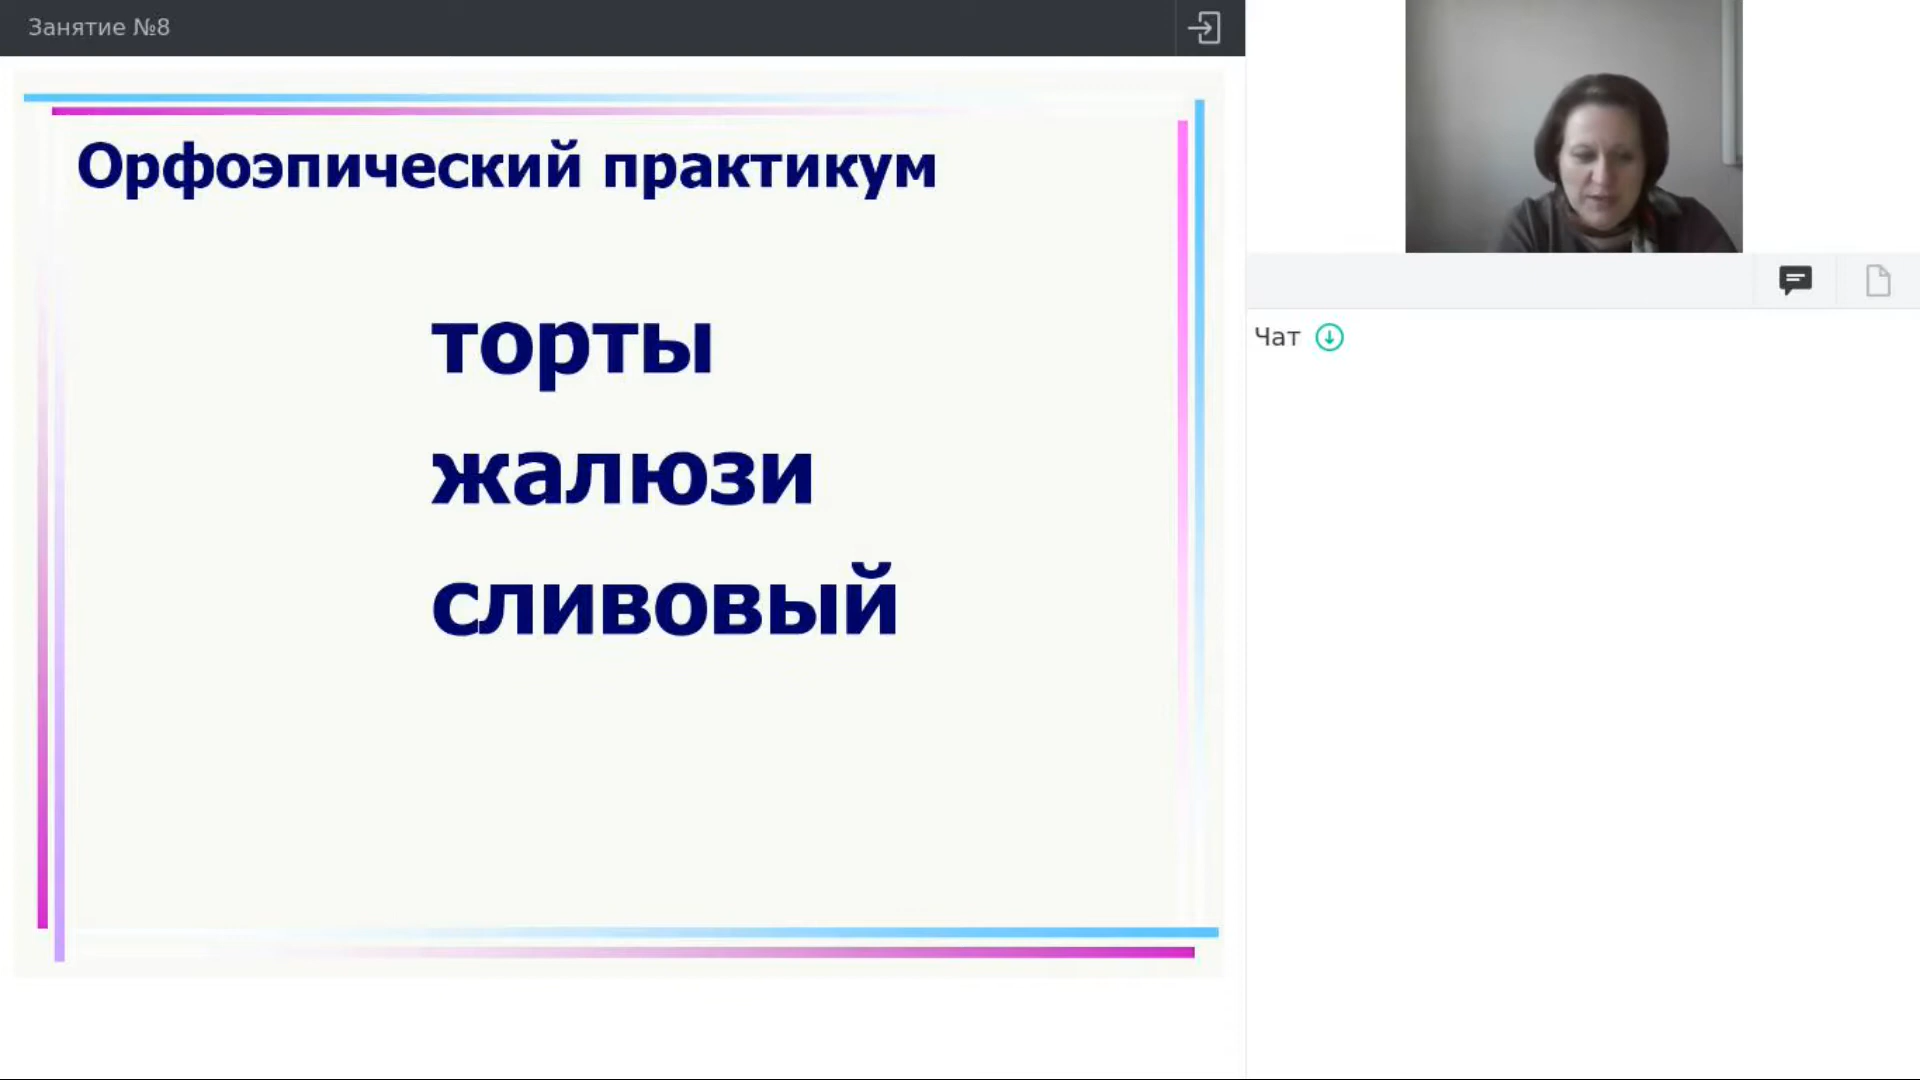 Занятие №8
Орфоэпический практикум
торты
жалюзи
сливовый
Чат